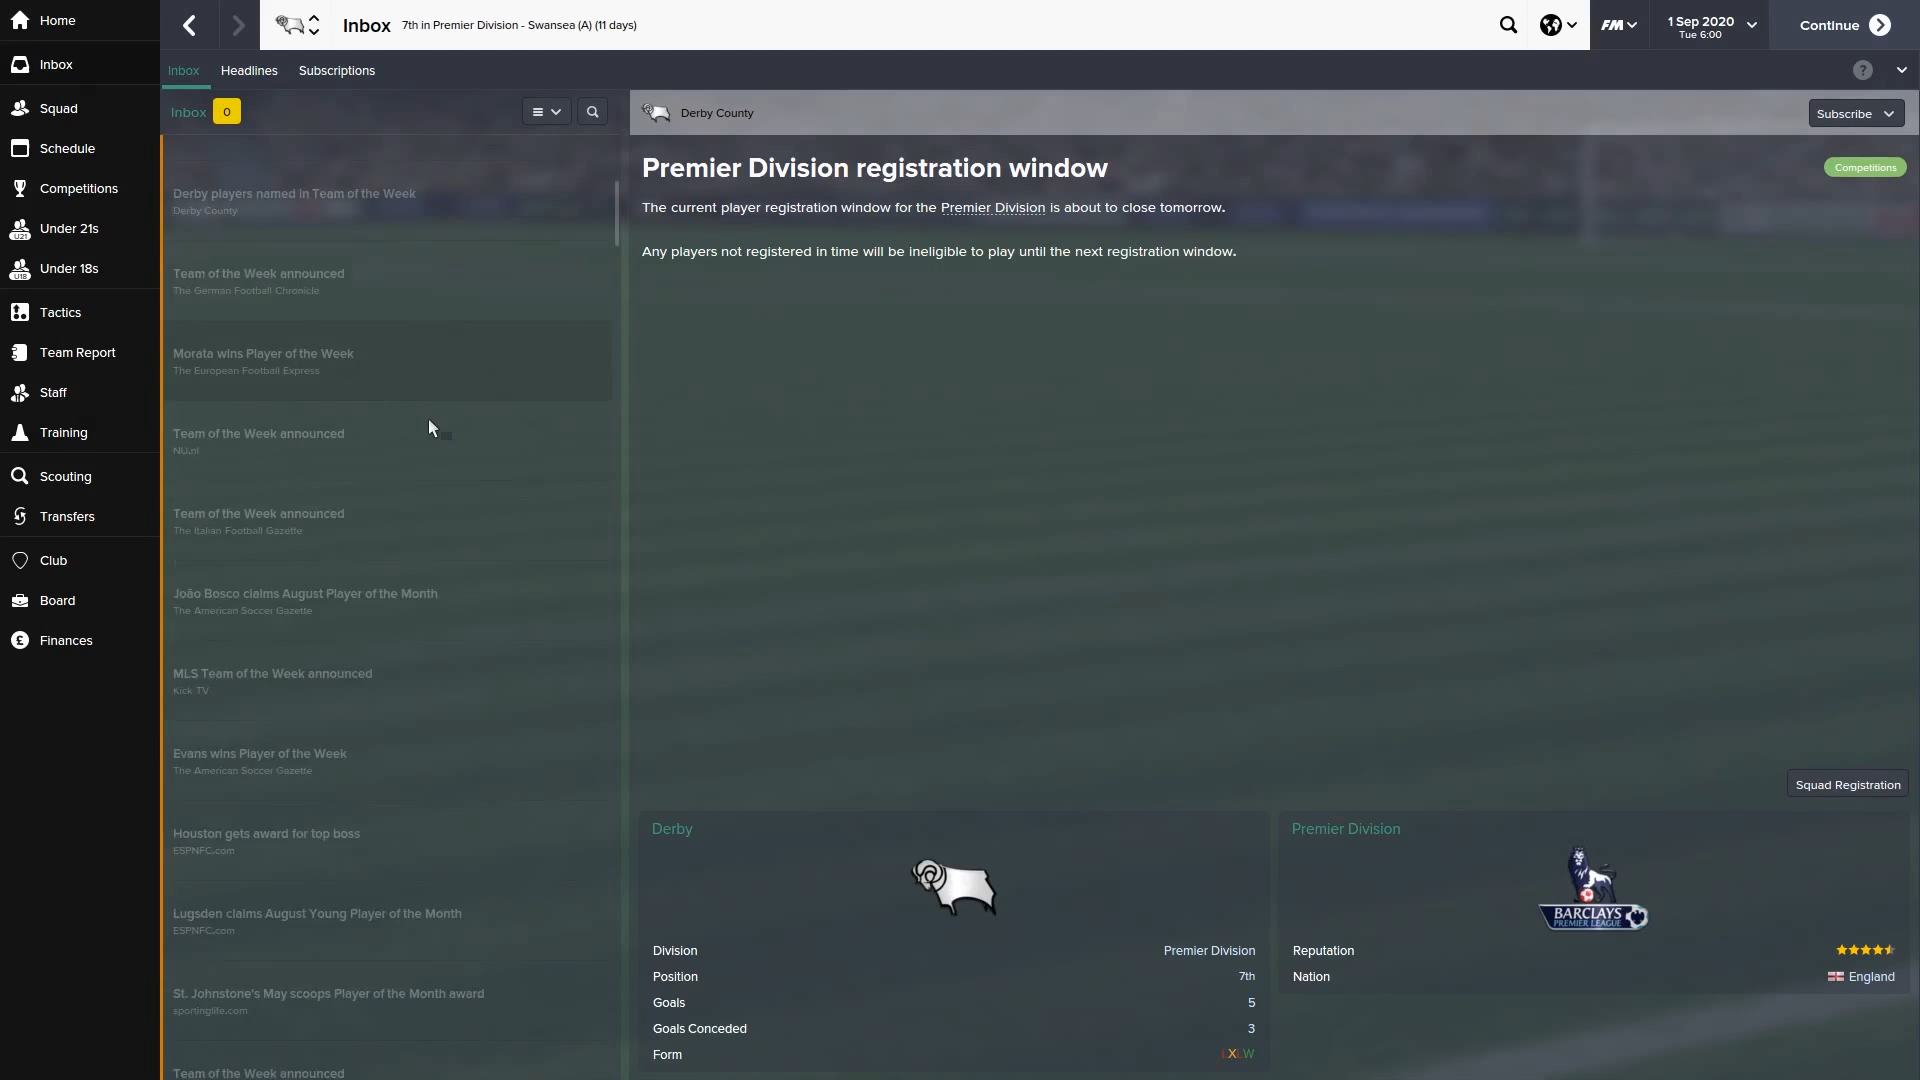 Home
Inbox
Squad
Schedule
Competitions
U21
Under 21s
U18
Under 18s
Tactics
Team Report
Staff
Training
Scouting
Transfers
Club
Board
£
Finances
Inbox
7th in Premier Division - Swansea (A) (11 days)
FM
1 Sep 2020
Tue 6:00
Continue
Inbox
Headlines
Subscriptions
?
Inbox
0
Derby players named in Team of the Week
Derby County
Team of the Week announced
The German Football Chronicle
Morata wins Player of the Week
The European Football Express
Team of the Week announced
NU.nl
Team of the Week announced
The Italian Football Gazette
João Bosco claims August Player of the Month
The American Soccer Gazette
MLS Team of the Week announced
Kick TV
Evans wins Player of the Week
The American Soccer Gazette
Houston gets award for top boss
ESPNFC.com
Lugsden claims August Young Player of the Month
ESPNFC.com
St. Johnstone's May scoops Player of the Month award
sportinglife.com
Team of the Week announced
Derby County
Subscribe
Premier Division registration window
Competitions
The current player registration window for the Premier Division is about to close tomorrow.
Any players not registered in time will be ineligible to play until the next registration window.
Squad Registration
Derby
Division
Premier Division
Position
7th
Goals
5
Goals Conceded
3
Form
LXLW
Premier Division
BARCLAYS
PREMIER LEAGUE
Reputation
Nation
England